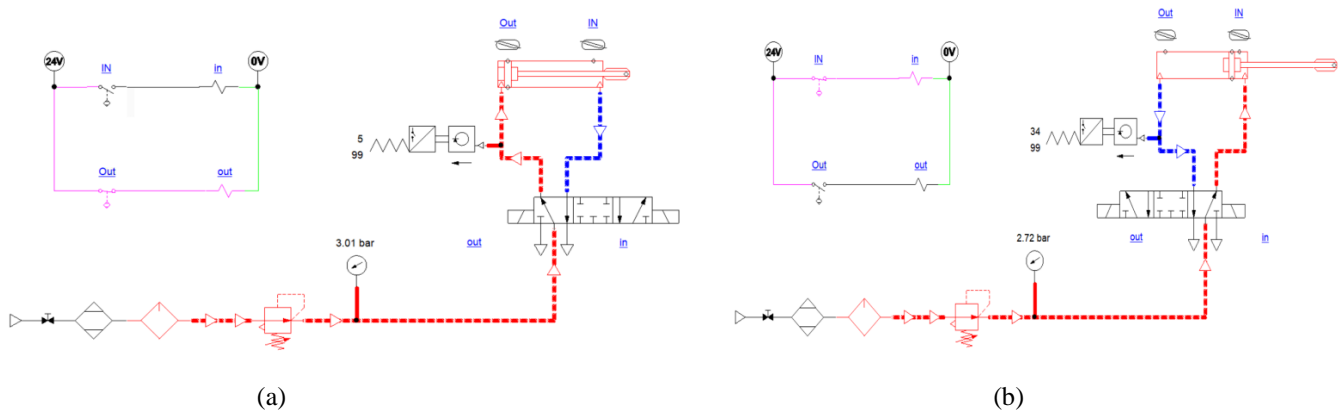 Out IN
24V 0V
IN in
5
99
Out out
3.01 bar
out in
(a)
Out IN
24V 0V
IN in
34
99
Out out
2.72 bar
out in
(b)